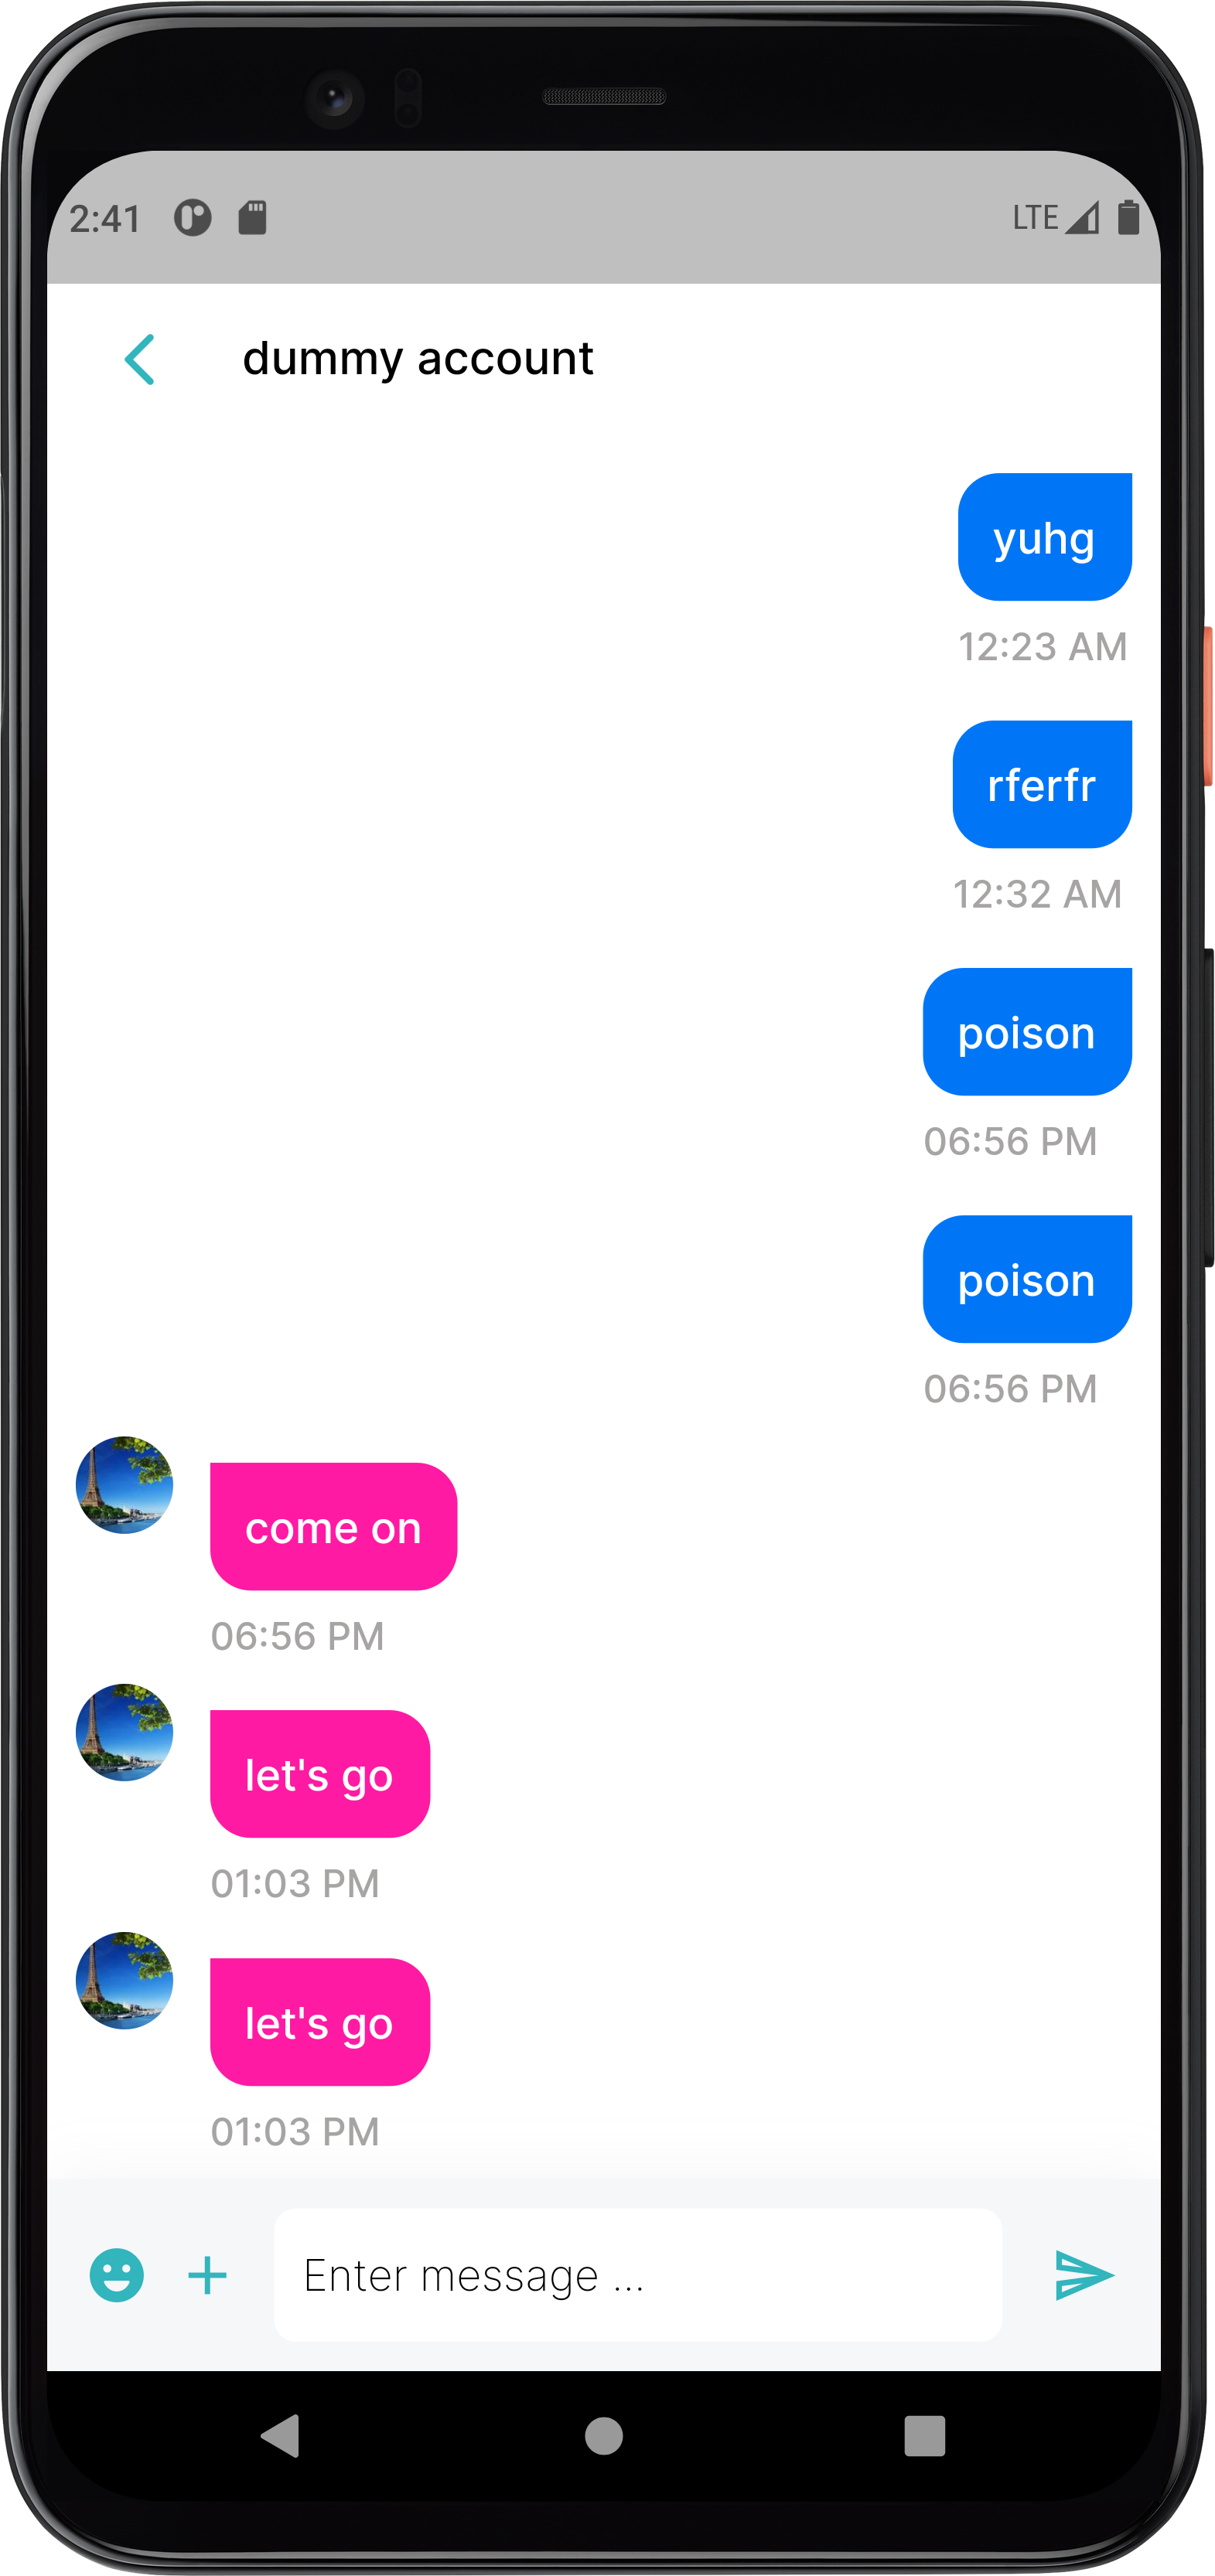 2:41 LTE
dummy account
yuhg
12:23 AM
rferfr
12:32 AM
poison
06:56 PM
poison
06:56 PM
come on
06:56 PM
let's go
01:03 PM
let's go
01:03 PM
Enter message ...